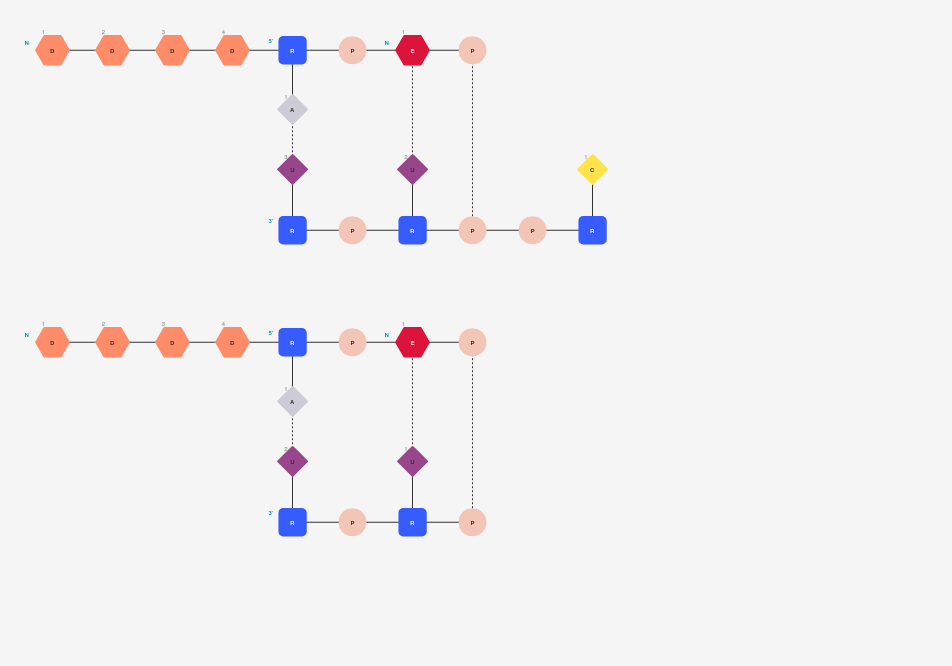 1 2 3 4 1
N D D D D 5' R P N E P
1
A
3 2 1
U U C
3' R P R P P R
1 2 3 4 1
N D D D D 5' R P N E P
1
A
2 1
U U
3' R P R P